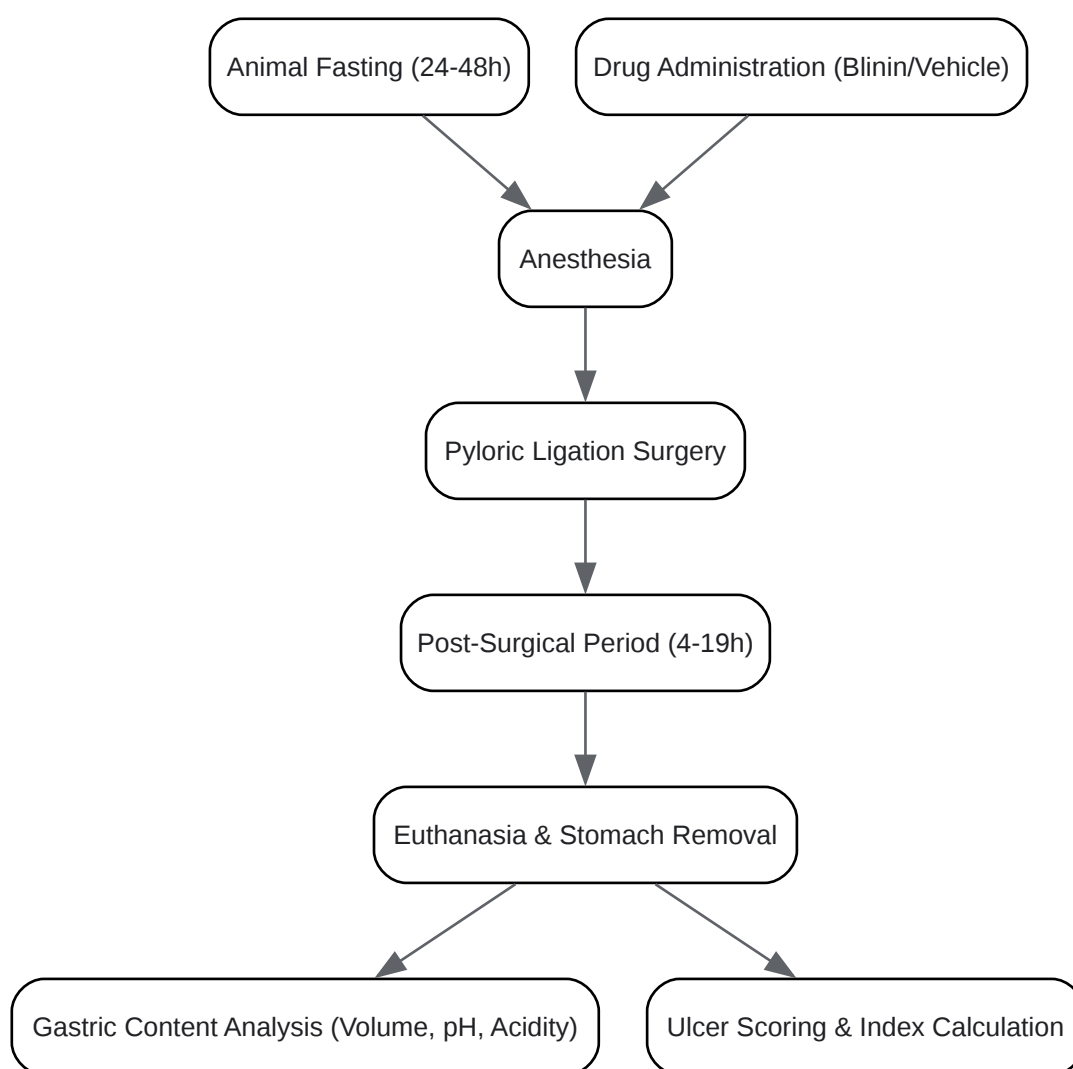 Animal Fasting (24-48h)
Drug Administration (Blinin/Vehicle)
Anesthesia
Pyloric Ligation Surgery
Post-Surgical Period (4-19h)
Euthanasia & Stomach Removal
Gastric Content Analysis (Volume, pH, Acidity)
Ulcer Scoring & Index Calculation